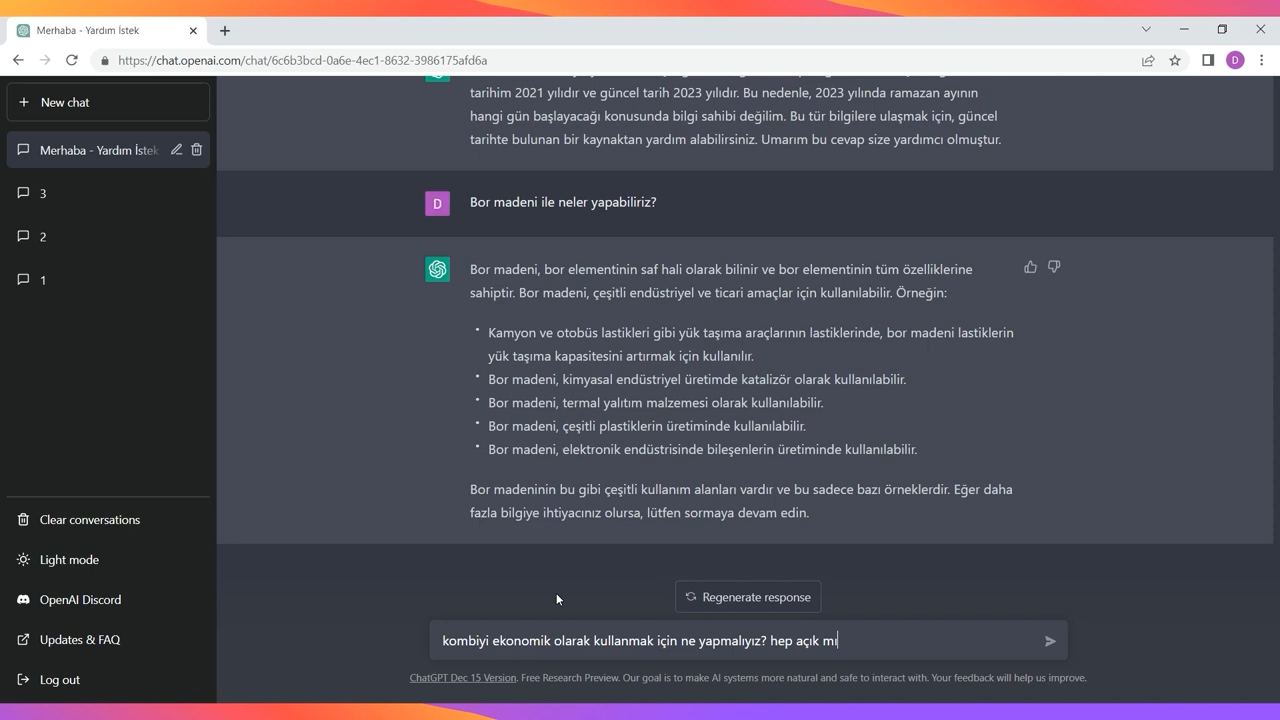 Merhaba - Yardım İstek
https://chat.openai.com/chat/6c6b3bcd-0a6e-4ec1-8632-3986175afd6a
D
New chat
Merhaba - Yardım İstek
3
2
1
Clear conversations
Light mode
OpenAI Discord
Updates & FAQ
Log out
tarihim 2021 yılıdır ve güncel tarih 2023 yılıdır. Bu nedenle, 2023 yılında ramazan ayının
hangi gün başlayacağı konusunda bilgi sahibi değilim. Bu tür bilgilere ulaşmak için, güncel
tarihte bulunan bir kaynaktan yardım alabilirsiniz. Umarım bu cevap size yardımcı olmuştur.
D
Bor madeni ile neler yapabiliriz?
Bor madeni, bor elementinin saf hali olarak bilinir ve bor elementinin tüm özelliklerine
sahiptir. Bor madeni, çeşitli endüstriyel ve ticari amaçlar için kullanılabilir. Örneğin:
• Kamyon ve otobüs lastikleri gibi yük taşıma araçlarının lastiklerinde, bor madeni lastiklerin
yük taşıma kapasitesini artırmak için kullanılır.
• Bor madeni, kimyasal endüstriyel üretimde katalizör olarak kullanılabilir.
• Bor madeni, termal yalıtım malzemesi olarak kullanılabilir.
• Bor madeni, çeşitli plastiklerin üretiminde kullanılabilir.
• Bor madeni, elektronik endüstrisinde bileşenlerin üretiminde kullanılabilir.
Bor madeninin bu gibi çeşitli kullanım alanları vardır ve bu sadece bazı örneklerdir. Eğer daha
fazla bilgiye ihtiyacınız olursa, lütfen sormaya devam edin.
Regenerate response
kombiyi ekonomik olarak kullanmak için ne yapmalıyız? hep açık mı
ChatGPT Dec 15 Version. Free Research Preview. Our goal is to make AI systems more natural and safe to interact with. Your feedback will help us improve.